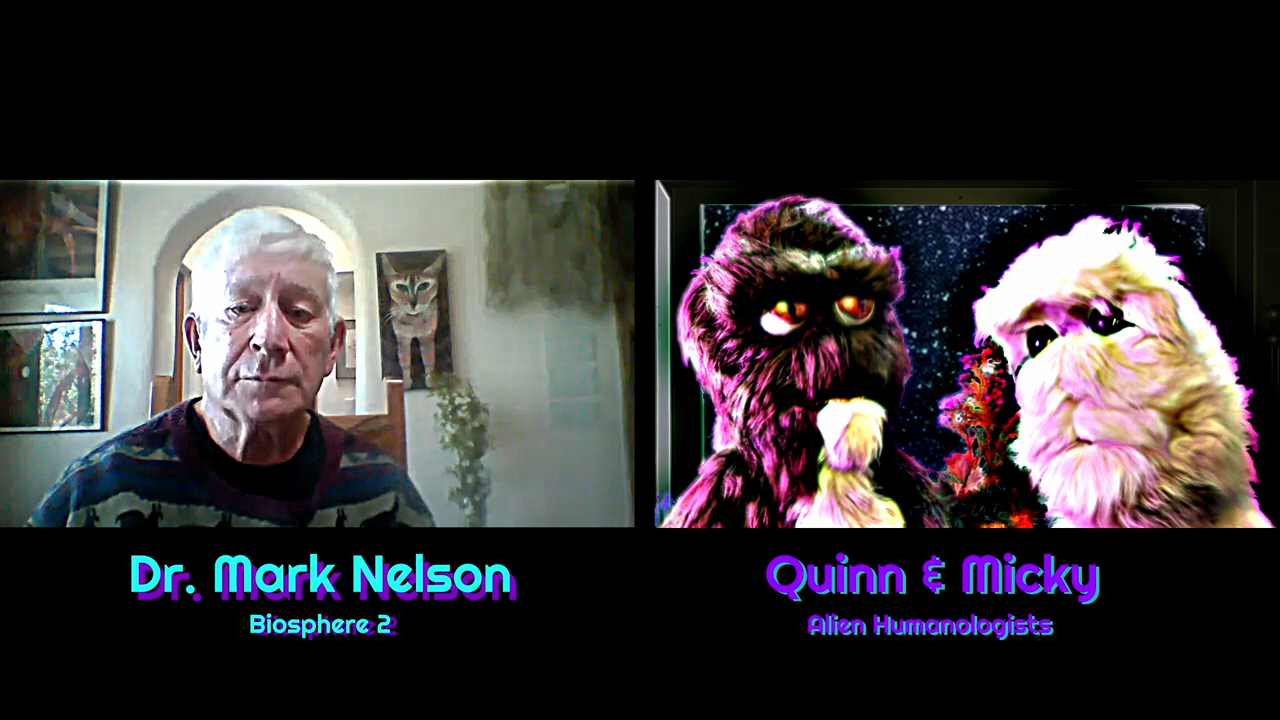 Dr. Mark Nelson
Biosphere 2
Quinn & Micky
Alien Humanologists